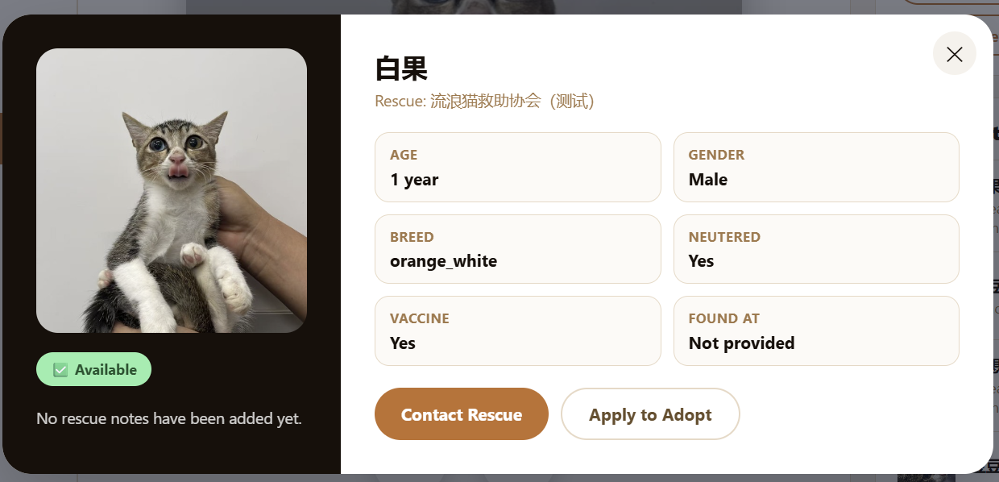 白果
Rescue: 流浪猫救助协会（测试）
AGE
1 year
GENDER
Male
BREED
orange_white
NEUTERED
Yes
VACCINE
Yes
FOUND AT
Not provided
Available
No rescue notes have been added yet.
Contact Rescue
Apply to Adopt